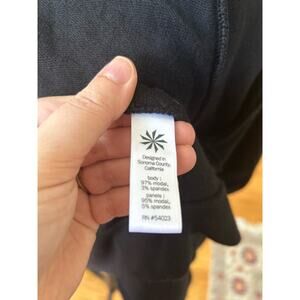 Designed in
Sonoma County,
California
body :
97% modal,
3% spandex
panels :
95% modal,
5% spandex
RN #54023